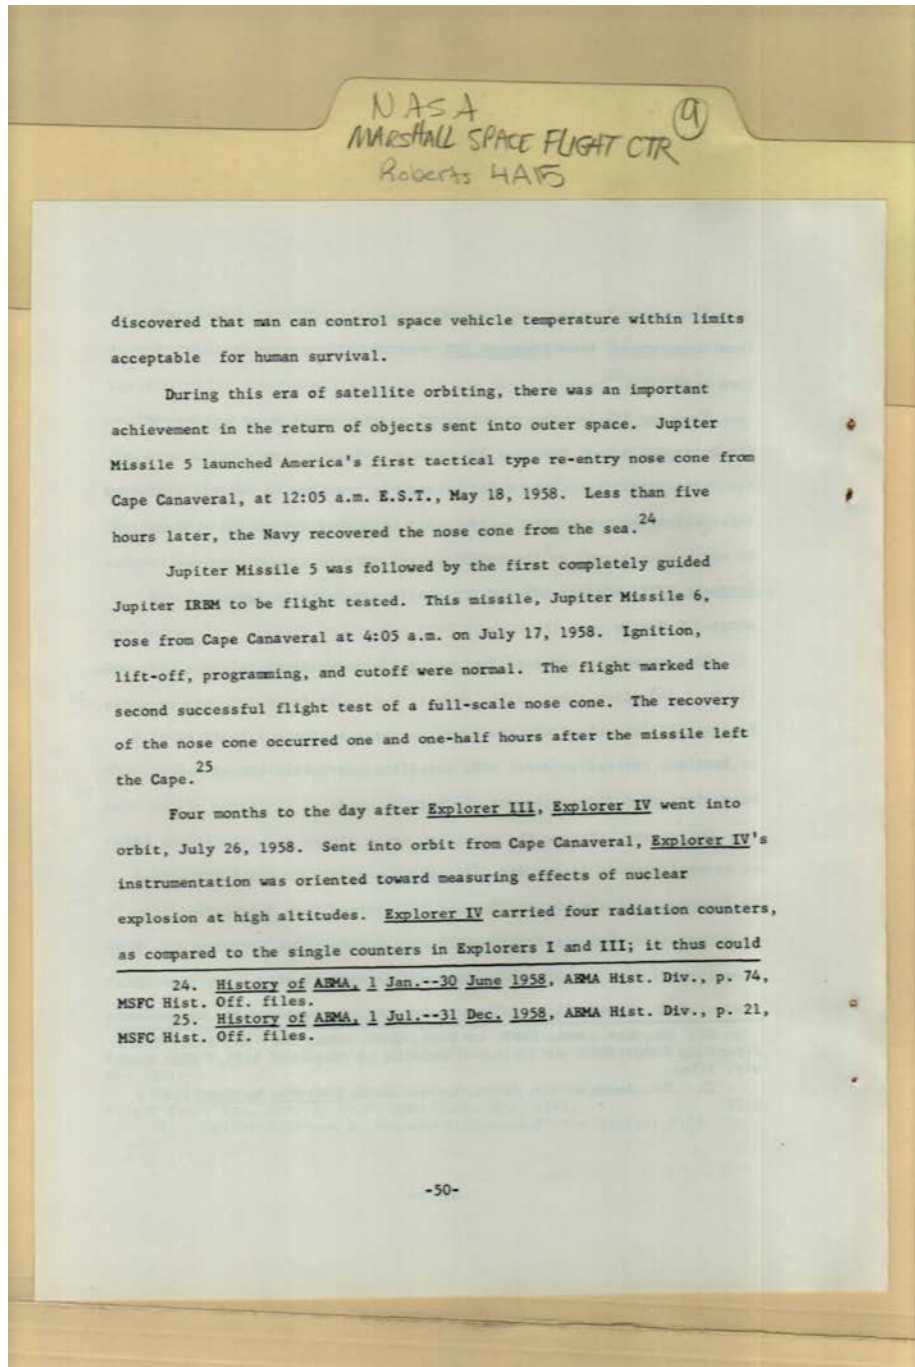 NASA
9
MARSHALL SPACE FLIGHT CTR
Roberts 4A15
discovered that man can control space vehicle temperature within limits
acceptable for human survival.
During this era of satellite orbiting, there was an important
achievement in the return of objects sent into outer space. Jupiter
Missile 5 launched America's first tactical type re-entry nose cone from
Cape Canaveral, at 12:05 a.m. E.S.T., May 18, 1958. Less than five
hours later, the Navy recovered the nose cone from the sea.24
Jupiter Missile 5 was followed by the first completely guided
Jupiter IRBM to be flight tested. This missile, Jupiter Missile 6,
rose from Cape Canaveral at 4:05 a.m. on July 17, 1958. Ignition,
lift-off, programming, and cutoff were normal. The flight marked the
second successful flight test of a full-scale nose cone. The recovery
of the nose cone occurred one and one-half hours after the missile left
the Cape.25
Four months to the day after Explorer III, Explorer IV went into
orbit, July 26, 1958. Sent into orbit from Cape Canaveral, Explorer IV's
instrumentation was oriented toward measuring effects of nuclear
explosion at high altitudes. Explorer IV carried four radiation counters,
as compared to the single counters in Explorers I and III; it thus could
24. History of ABMA, 1 Jan.--30 June 1958, ABMA Hist. Div., p. 74,
MSFC Hist. Off. files.
25. History of ABMA, 1 Jul.--31 Dec. 1958, ABMA Hist. Div., p. 21,
MSFC Hist. Off. files.
-50-